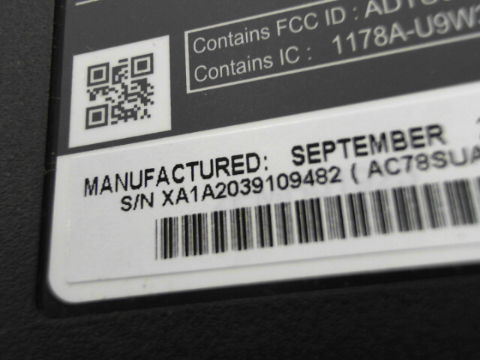 Contains FCC ID :
Contains IC : 1178A-U9W
MANUFACTURED: SEPTEMBER
S/N XA1A2039109482 ( AC78SUA